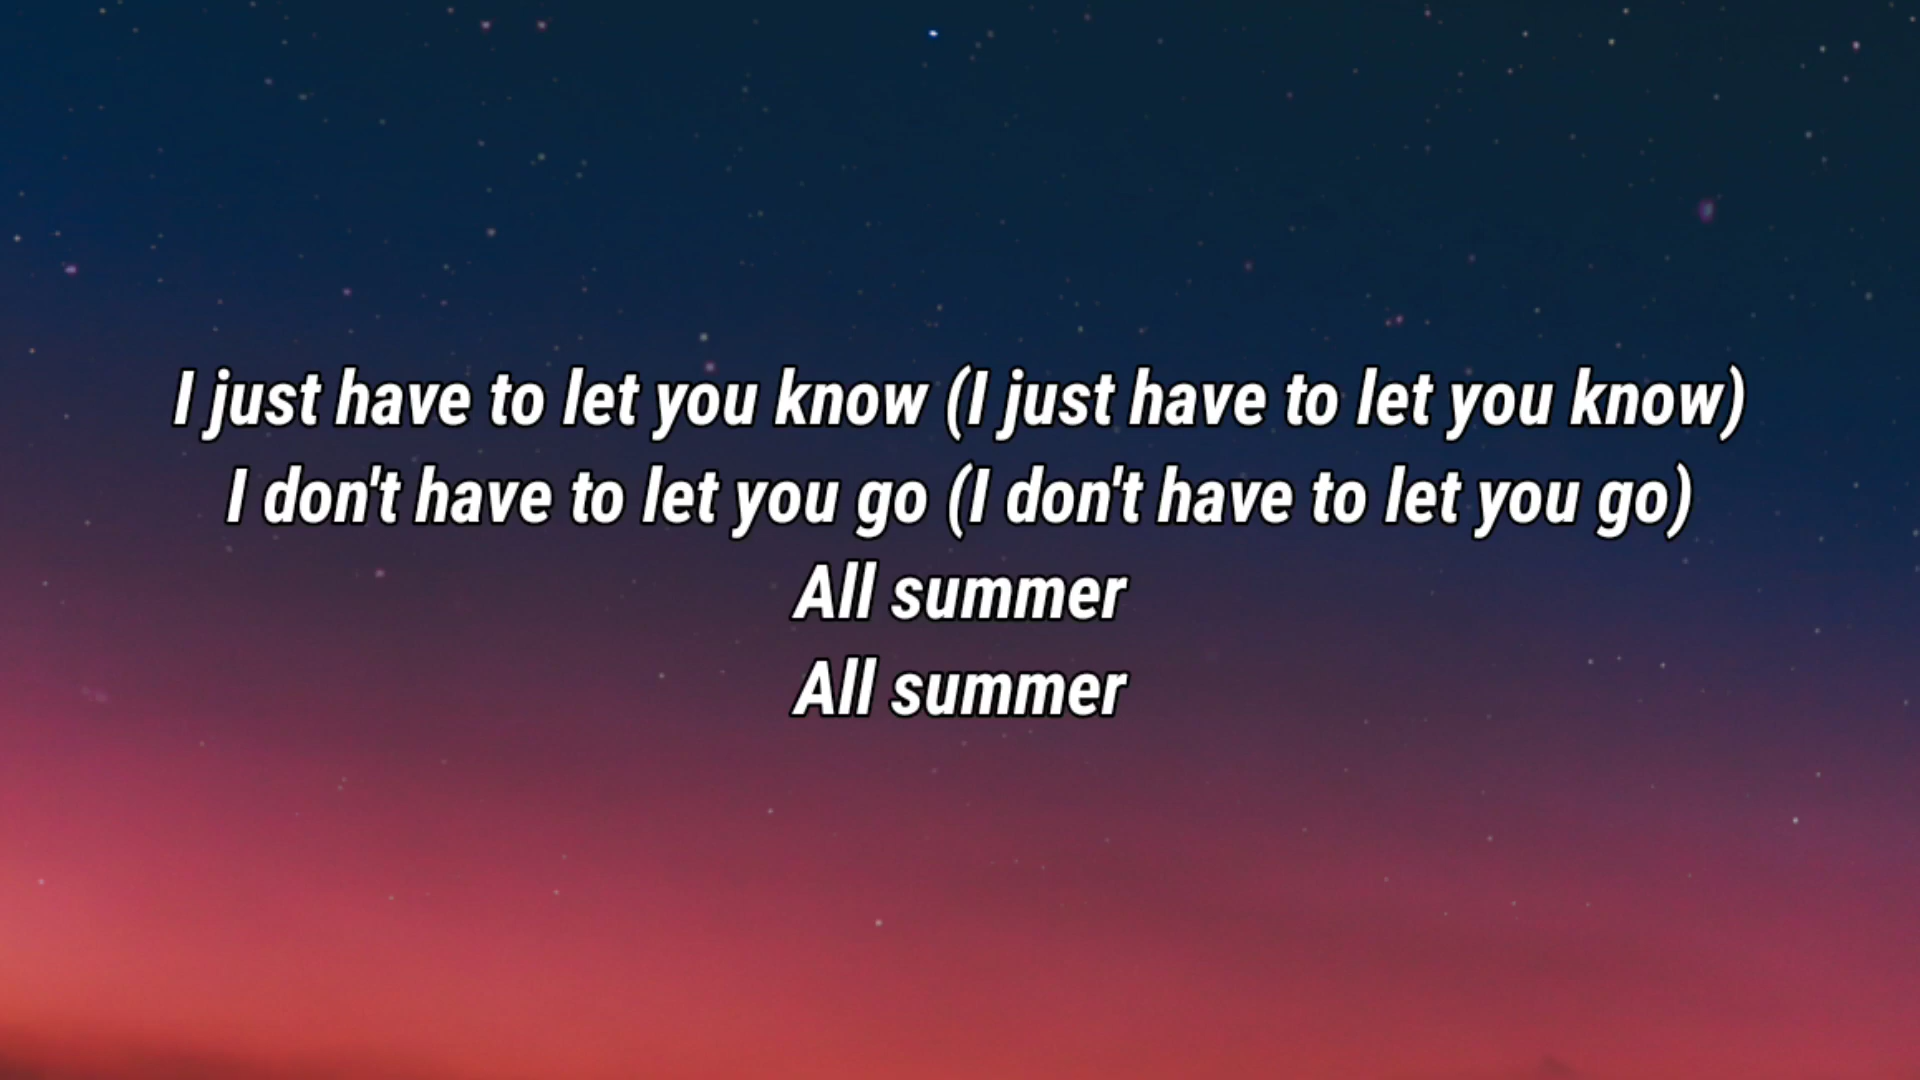 I just have to let you know (I just have to let you know)
I don't have to let you go (I don't have to let you go)
All summer
All summer